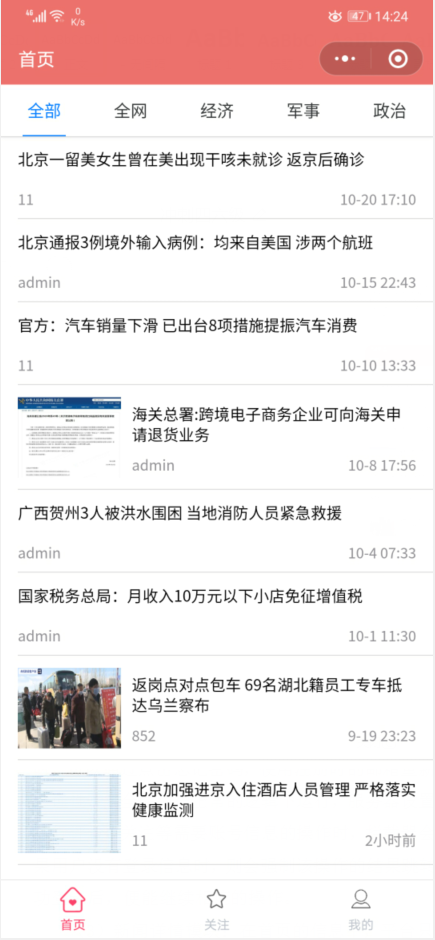 0
K/s
47
14:24
首页
全部 全网 经济 军事 政治
北京一留美女生曾在美出现干咳未就诊 返京后确诊
11 10-20 17:10
北京通报3例境外输入病例：均来自美国 涉两个航班
admin 10-15 22:43
官方：汽车销量下滑 已出台8项措施提振汽车消费
11 10-10 13:33
海关总署:跨境电子商务企业可向海关申
请退货业务
admin 10-8 17:56
广西贺州3人被洪水围困 当地消防人员紧急救援
admin 10-4 07:33
国家税务总局：月收入10万元以下小店免征增值税
admin 10-1 11:30
返岗点对点包车 69名湖北籍员工专车抵
达乌兰察布
852 9-19 23:23
北京加强进京入住酒店人员管理 严格落实
健康监测
11 2小时前
首页 关注 我的